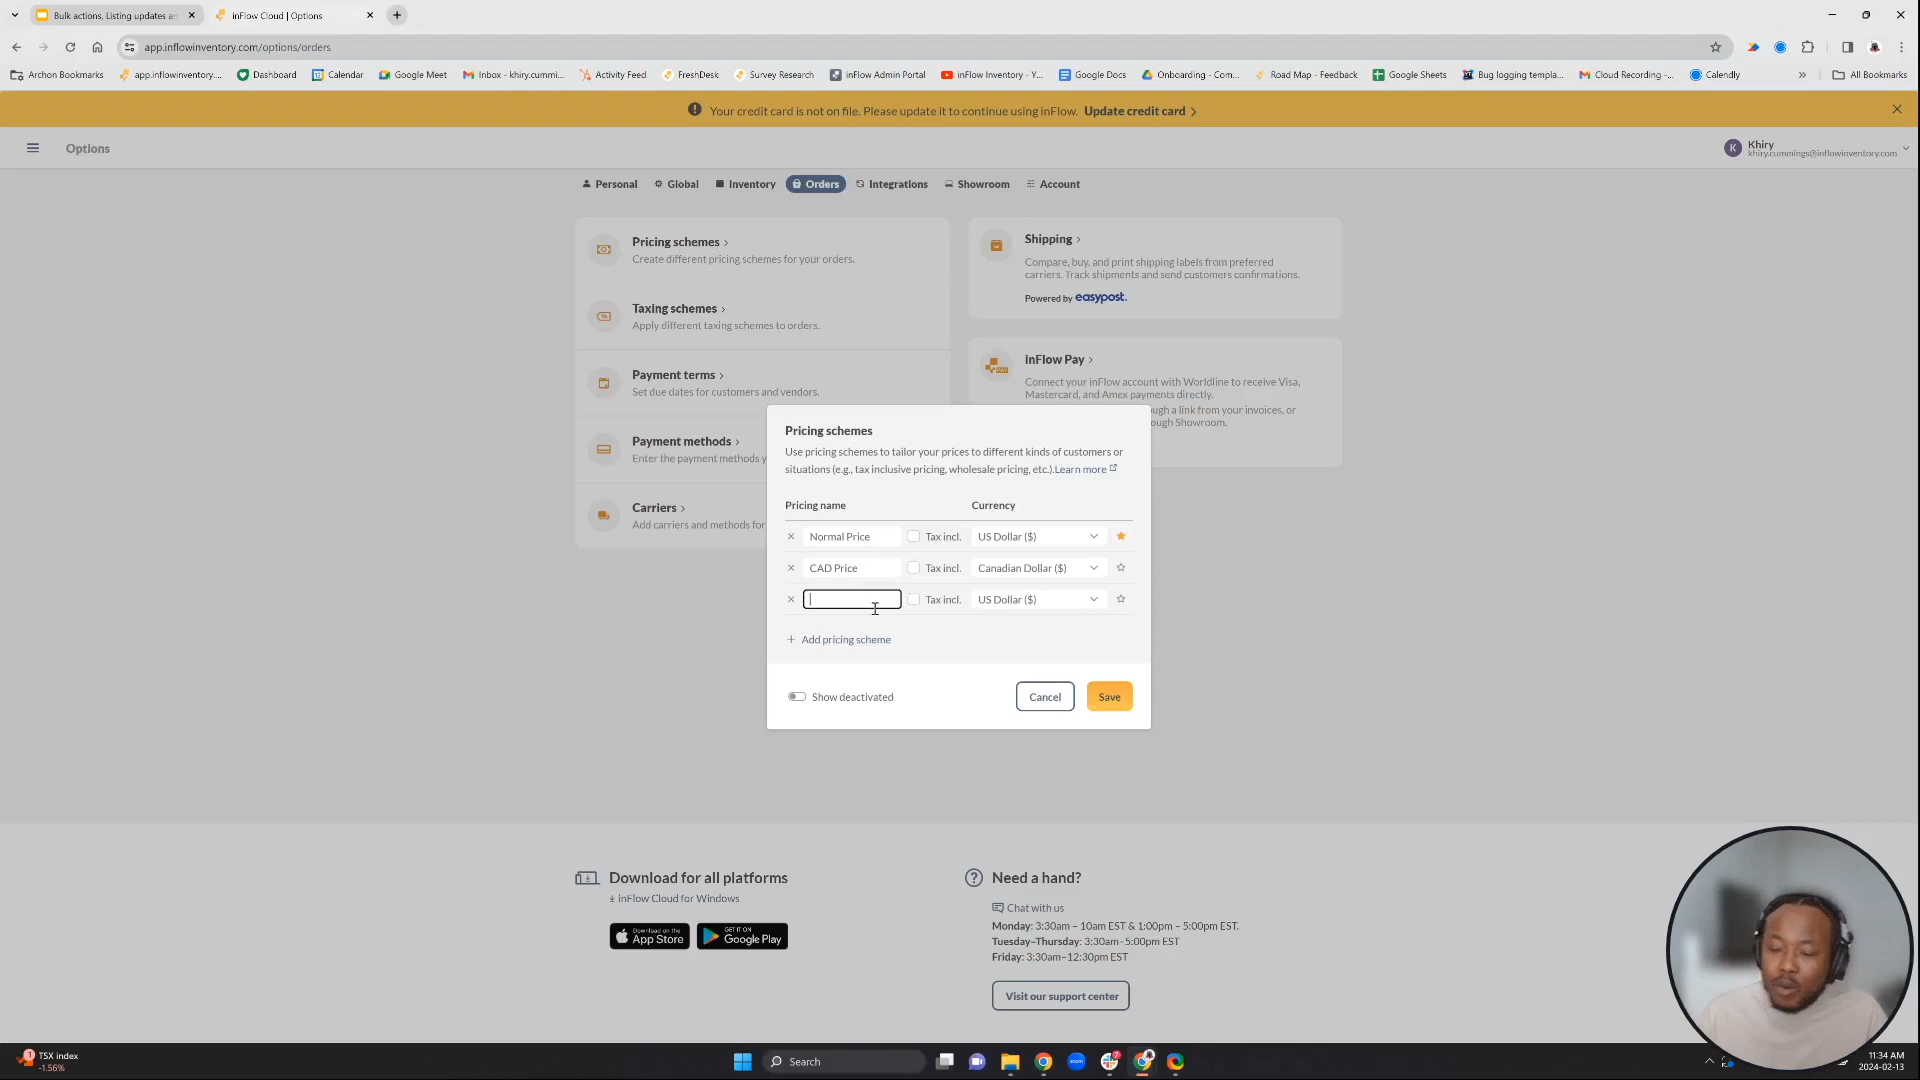 Bulk actions, Listing updates an
inFlow Cloud | Options
app.inflowinventory.com/options/orders
Archon Bookmarks
app.inflowinventory....
Dashboard
Calendar
Google Meet
Inbox - khiry.cummi...
Activity Feed
FreshDesk
Survey Research
inFlow Admin Portal
inFlow Inventory - Y...
Google Docs
Onboarding - Com...
Road Map - Feedback
Google Sheets
Bug logging templa...
Cloud Recording -...
Calendly
All Bookmarks
Your credit card is not on file. Please update it to continue using inFlow. Update credit card
Options
K
Khiry
khiry.cummings@inflowinventory.com
Personal
Global
Inventory
Orders
Integrations
Showroom
Account
Pricing schemes
Create different pricing schemes for your orders.
Taxing schemes
Apply different taxing schemes to orders.
Payment terms
Set due dates for customers and vendors.
Payment methods
Enter the payment methods y
Carriers
Add carriers and methods for
Shipping
Compare, buy, and print shipping labels from preferred
carriers. Track shipments and send customers confirmations.
Powered by easypost.
inFlow Pay
Connect your inFlow account with Worldline to receive Visa,
Mastercard, and Amex payments directly.
ugh a link from your invoices, or
ough Showroom.
Pricing schemes
Use pricing schemes to tailor your prices to different kinds of customers or
situations (e.g., tax inclusive pricing, wholesale pricing, etc.).Learn more
Pricing name Currency
Normal Price Tax incl. US Dollar ($)
CAD Price Tax incl. Canadian Dollar ($)
Tax incl. US Dollar ($)
+ Add pricing scheme
Show deactivated
Cancel
Save
Download for all platforms
inFlow Cloud for Windows
Download on the
App Store
GET IT ON
Google Play
Need a hand?
Chat with us
Monday: 3:30am – 10am EST & 1:00pm – 5:00pm EST.
Tuesday–Thursday: 3:30am–5:00pm EST
Friday: 3:30am–12:30pm EST
Visit our support center
1
TSX index
-1.56%
Search
zoom
11:34 AM
2024-02-13